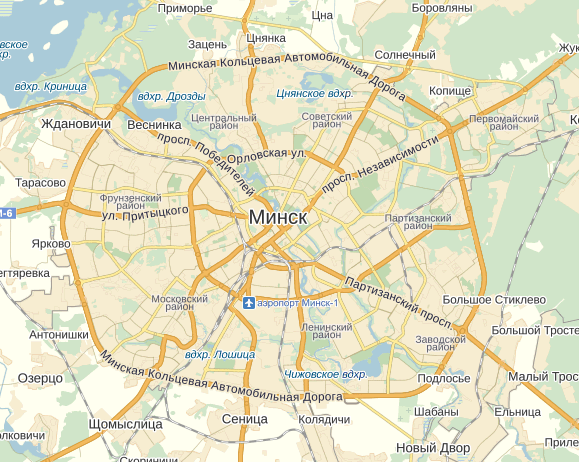 Приморье
Цна
Боровляны
Зацень
Цнянка
Солнечный
Минская Кольцевая Автомобильная Дорога
вдхр. Криница
вдхр. Дрозды
Цнянское вдхр.
Копище
Ждановичи
Веснинка
Центральный
район
Советский
район
Первомайский
район
просп. Победителей
Орловская ул.
просп. Независимости
Тарасово
Фрунзенский
район
М-6
ул. Притыцкого
Минск
Партизанский
район
Ярково
Московский
район
аэропорт Минск-1
Партизанский просп.
Большое Стиклево
Антонишки
Ленинский
район
Заводской
район
вдхр. Лошица
Чижовское вдхр.
Минская Кольцевая Автомобильная Дорога
Озерцо
Подлосье
Щомыслица
Сеница
Колядичи
Шабаны
Ельница
Новый Двор